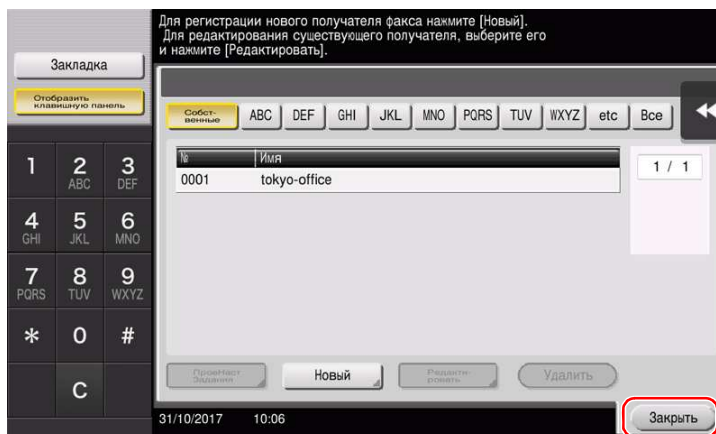 Для регистрации нового получателя факса нажмите [Новый].
Для редактирования существующего получателя, выберите его
и нажмите [Редактировать].
Закладка
Отобразить
клавишную панель
Собст-
венные
ABC DEF GHI JKL MNO PQRS TUV WXYZ etc Все
№ Имя
0001 tokyo-office
1 / 1
1 2 3
ABC DEF
4 5 6
GHI JKL MNO
7 8 9
PQRS TUV WXYZ
* 0 #
C
ПровНаст
Задания
Новый
Редакти-
ровать
Удалить
31/10/2017 10:06
Закрыть